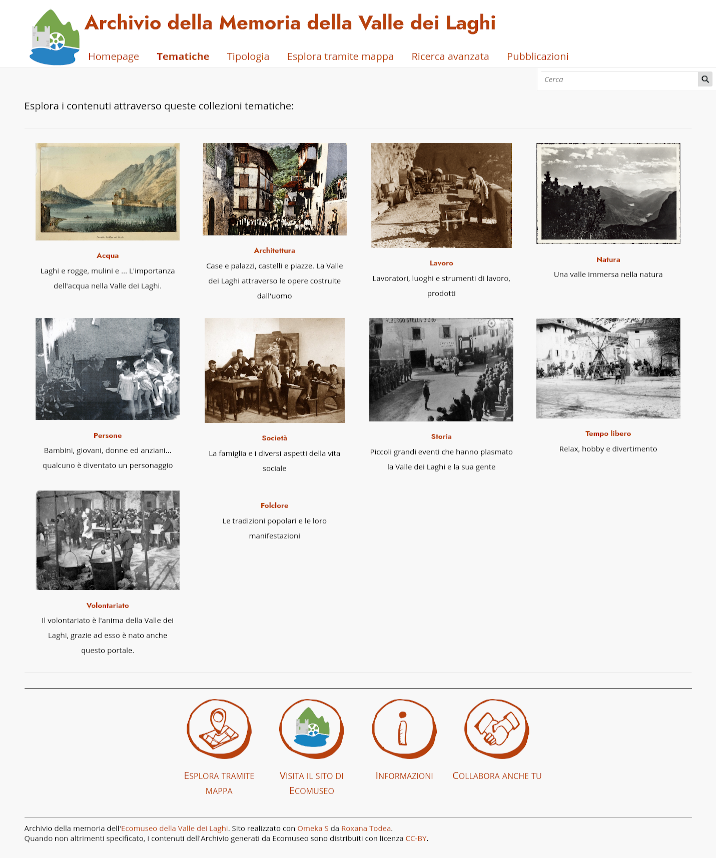 Archivio della Memoria della Valle dei Laghi
Homepage Tematiche Tipologia Esplora tramite mappa Ricerca avanzata Pubblicazioni
Cerca
Esplora i contenuti attraverso queste collezioni tematiche:
Acqua
Laghi e rogge, mulini e ... L'importanza
dell'acqua nella Valle dei Laghi.
Architettura
Case e palazzi, castelli e piazze. La Valle
dei Laghi attraverso le opere costruite
dall'uomo
Lavoro
Lavoratori, luoghi e strumenti di lavoro,
prodotti
Natura
Una valle immersa nella natura
Persone
Bambini, giovani, donne ed anziani...
qualcuno è diventato un personaggio
Società
La famiglia e i diversi aspetti della vita
sociale
Storia
Piccoli grandi eventi che hanno plasmato
la Valle dei Laghi e la sua gente
Tempo libero
Relax, hobby e divertimento
Volontariato
Il volontariato è l'anima della Valle dei
Laghi, grazie ad esso è nato anche
questo portale.
Folclore
Le tradizioni popolari e le loro
manifestazioni
Esplora tramite
mappa
Visita il sito di
Ecomuseo
Informazioni
Collabora anche tu
Archivio della memoria dell'Ecomuseo della Valle dei Laghi. Sito realizzato con Omeka S da Roxana Todea.
Quando non altrimenti specificato, i contenuti dell'Archivio generati da Ecomuseo sono distribuiti con licenza CC-BY.